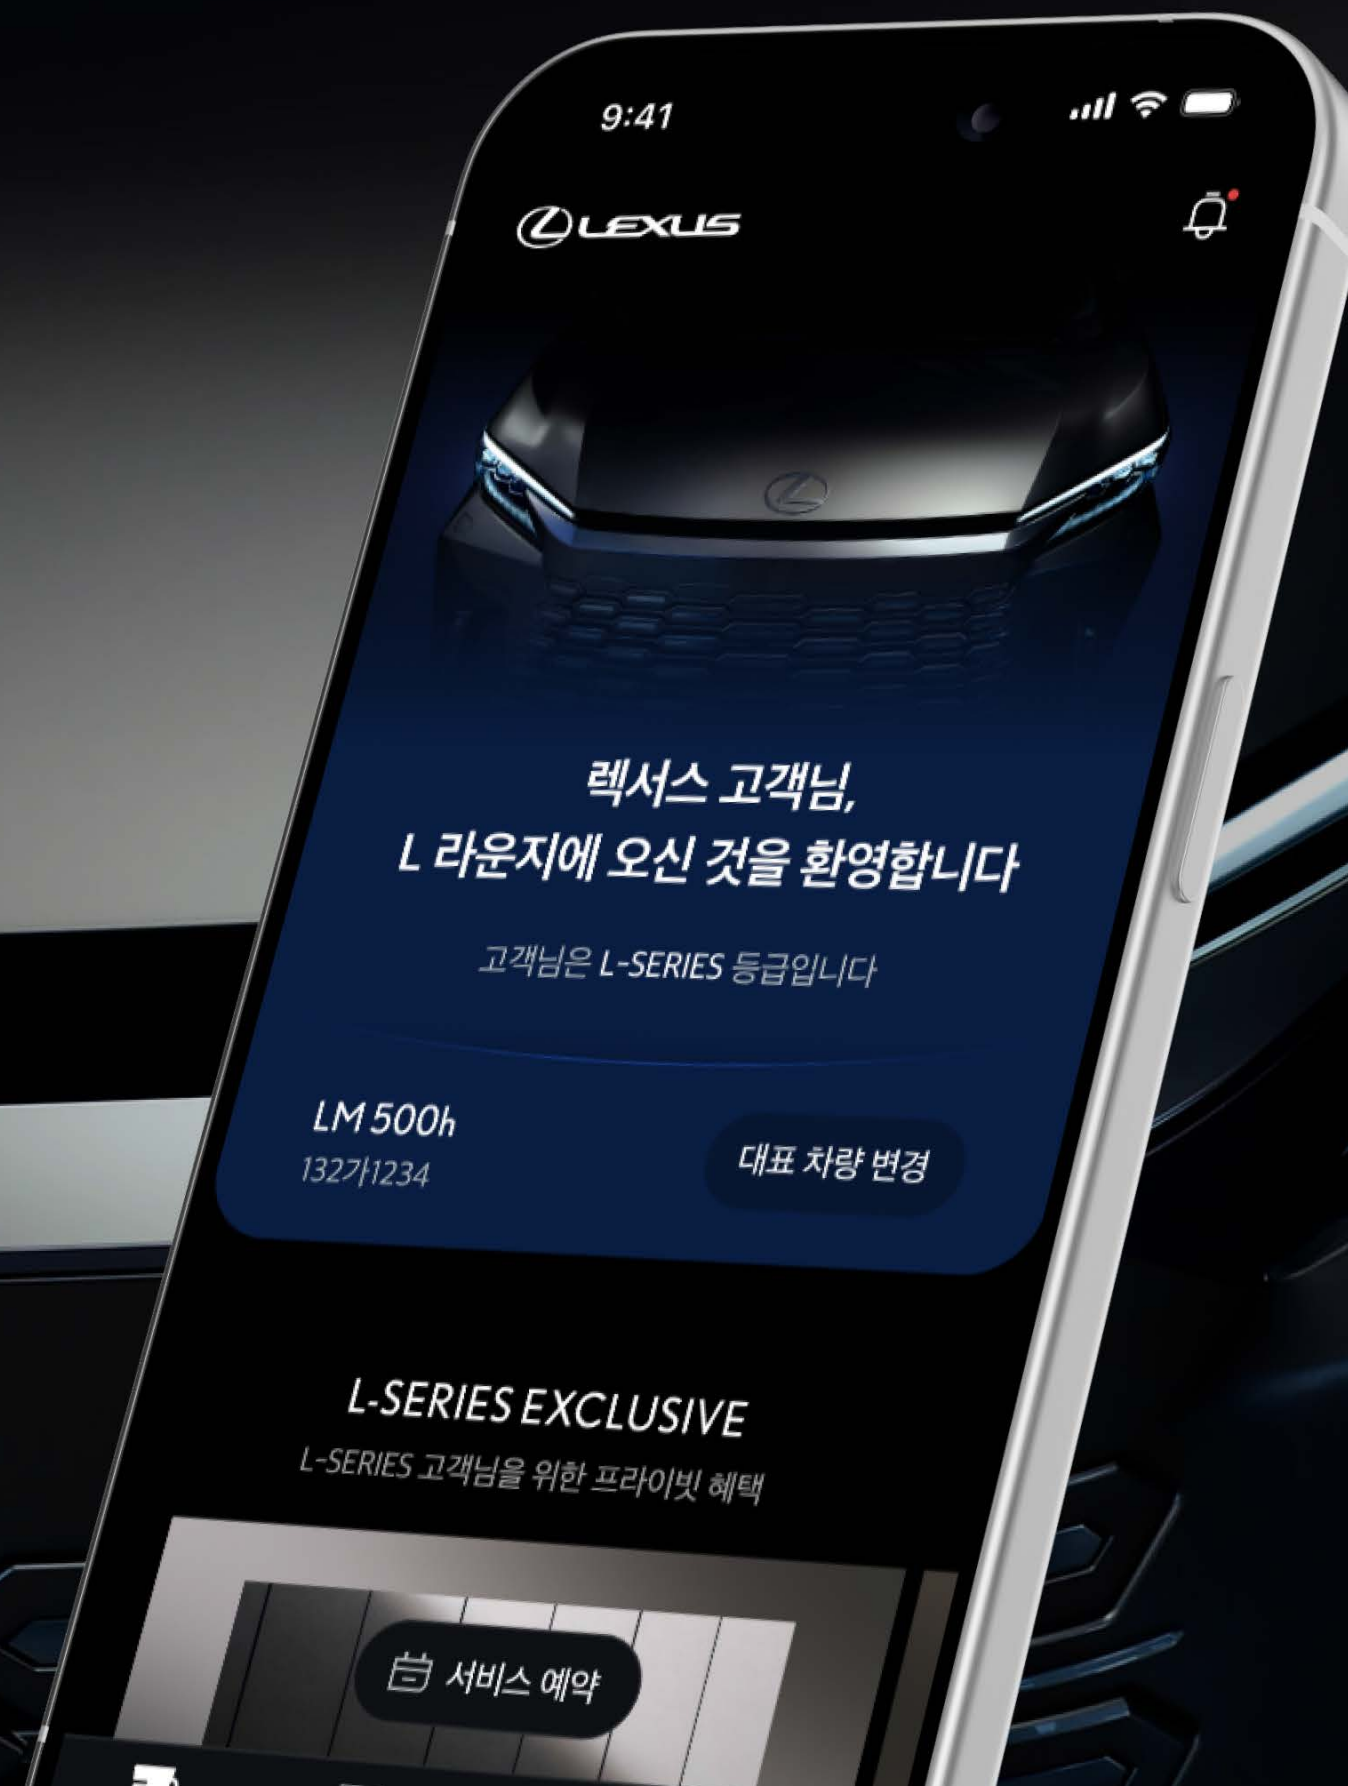 9:41
LEXUS
렉서스 고객님,
L 라운지에 오신 것을 환영합니다
고객님은 L-SERIES 등급입니다
LM 500h
132가1234
대표 차량 변경
L-SERIES EXCLUSIVE
L-SERIES 고객님을 위한 프라이빗 혜택
서비스 예약